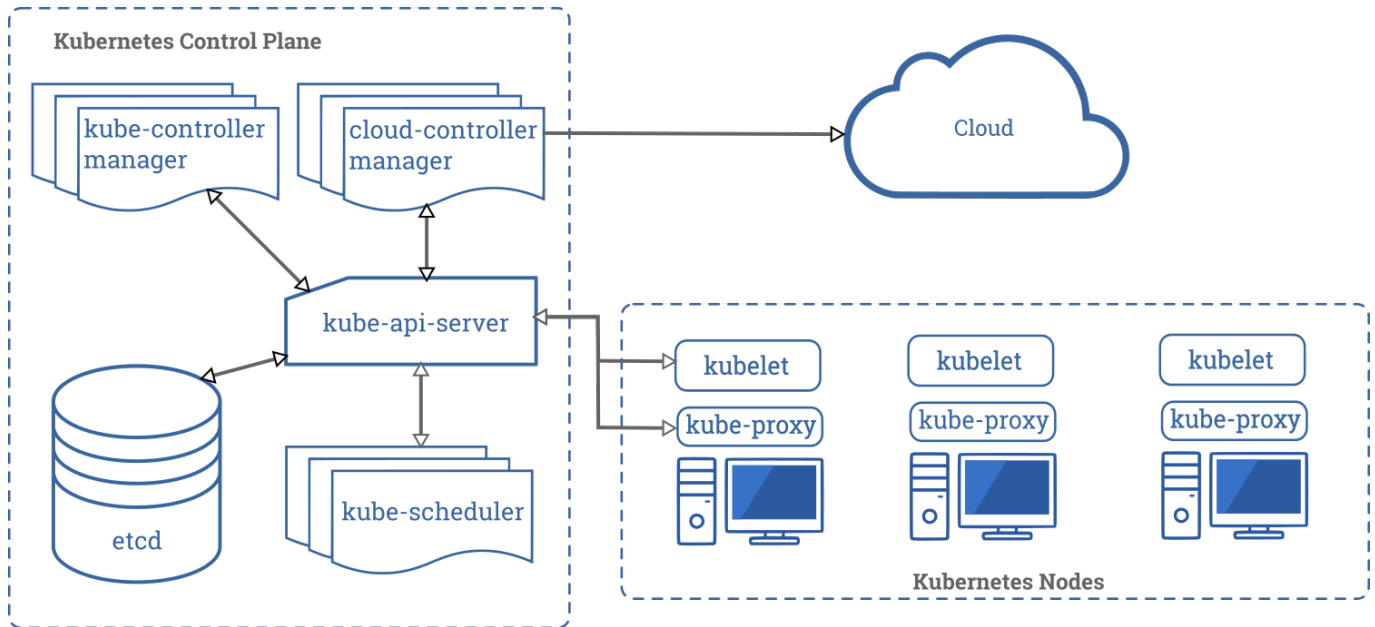 Kubernetes Control Plane
kube-controller
manager
cloud-controller
manager
Cloud
kube-api-server
kubelet
kubelet
kubelet
kube-proxy
kube-proxy
kube-proxy
etcd
kube-scheduler
Kubernetes Nodes